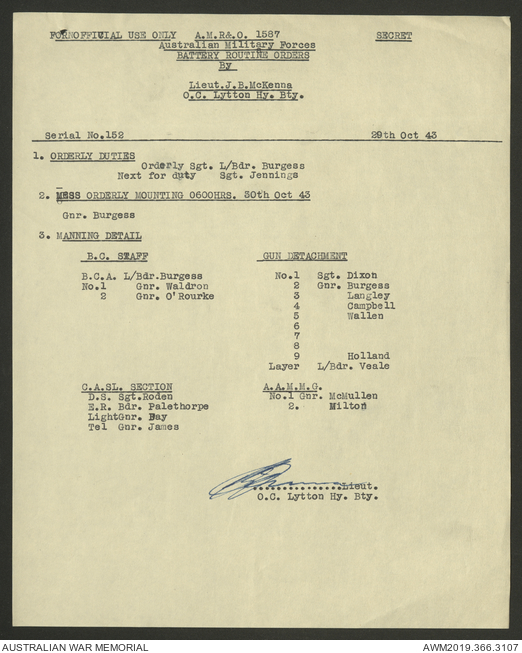 FORNOFFICIAL USE ONLY A.M.R&.O. 1587 SECRET
Australian Military Forces
BATTERY ROUTINE ORDERS
By
Lieut.J.B.McKenna
O.C. Lytton Hy. Bty.
Serial No.152 29th Oct 43
1. ORDERLY DUTIES
Orderly Sgt. L/Bdr. Burgess
Next for duty Sgt. Jennings
2. MESS ORDERLY MOUNTING 0600HRS. 30th Oct 43
Gnr. Burgess
3. MANNING DETAIL
B.C. STAFF
B.C.A. L/Bdr.Burgess
No.1 Gnr. Waldron
2 Gnr. O'Rourke
GUN DETACHMENT
No.1 Sgt. Dixon
2 Gnr. Burgess
3 Langley
4 Campbell
5 Wallen
6
7
8
9 Holland
Layer L/Bdr. Veale
C.A.SL. SECTION
D.S. Sgt.Roden
E.R. Bdr. Palethorpe
LightGnr. Bay
Tel Gnr. James
A.A.M.M.G.
No.1 Gnr. McMullen
2. Milton
..............Lieut.
O.C. Lytton Hy. Bty.
AUSTRALIAN WAR MEMORIAL AWM2019.366.3107